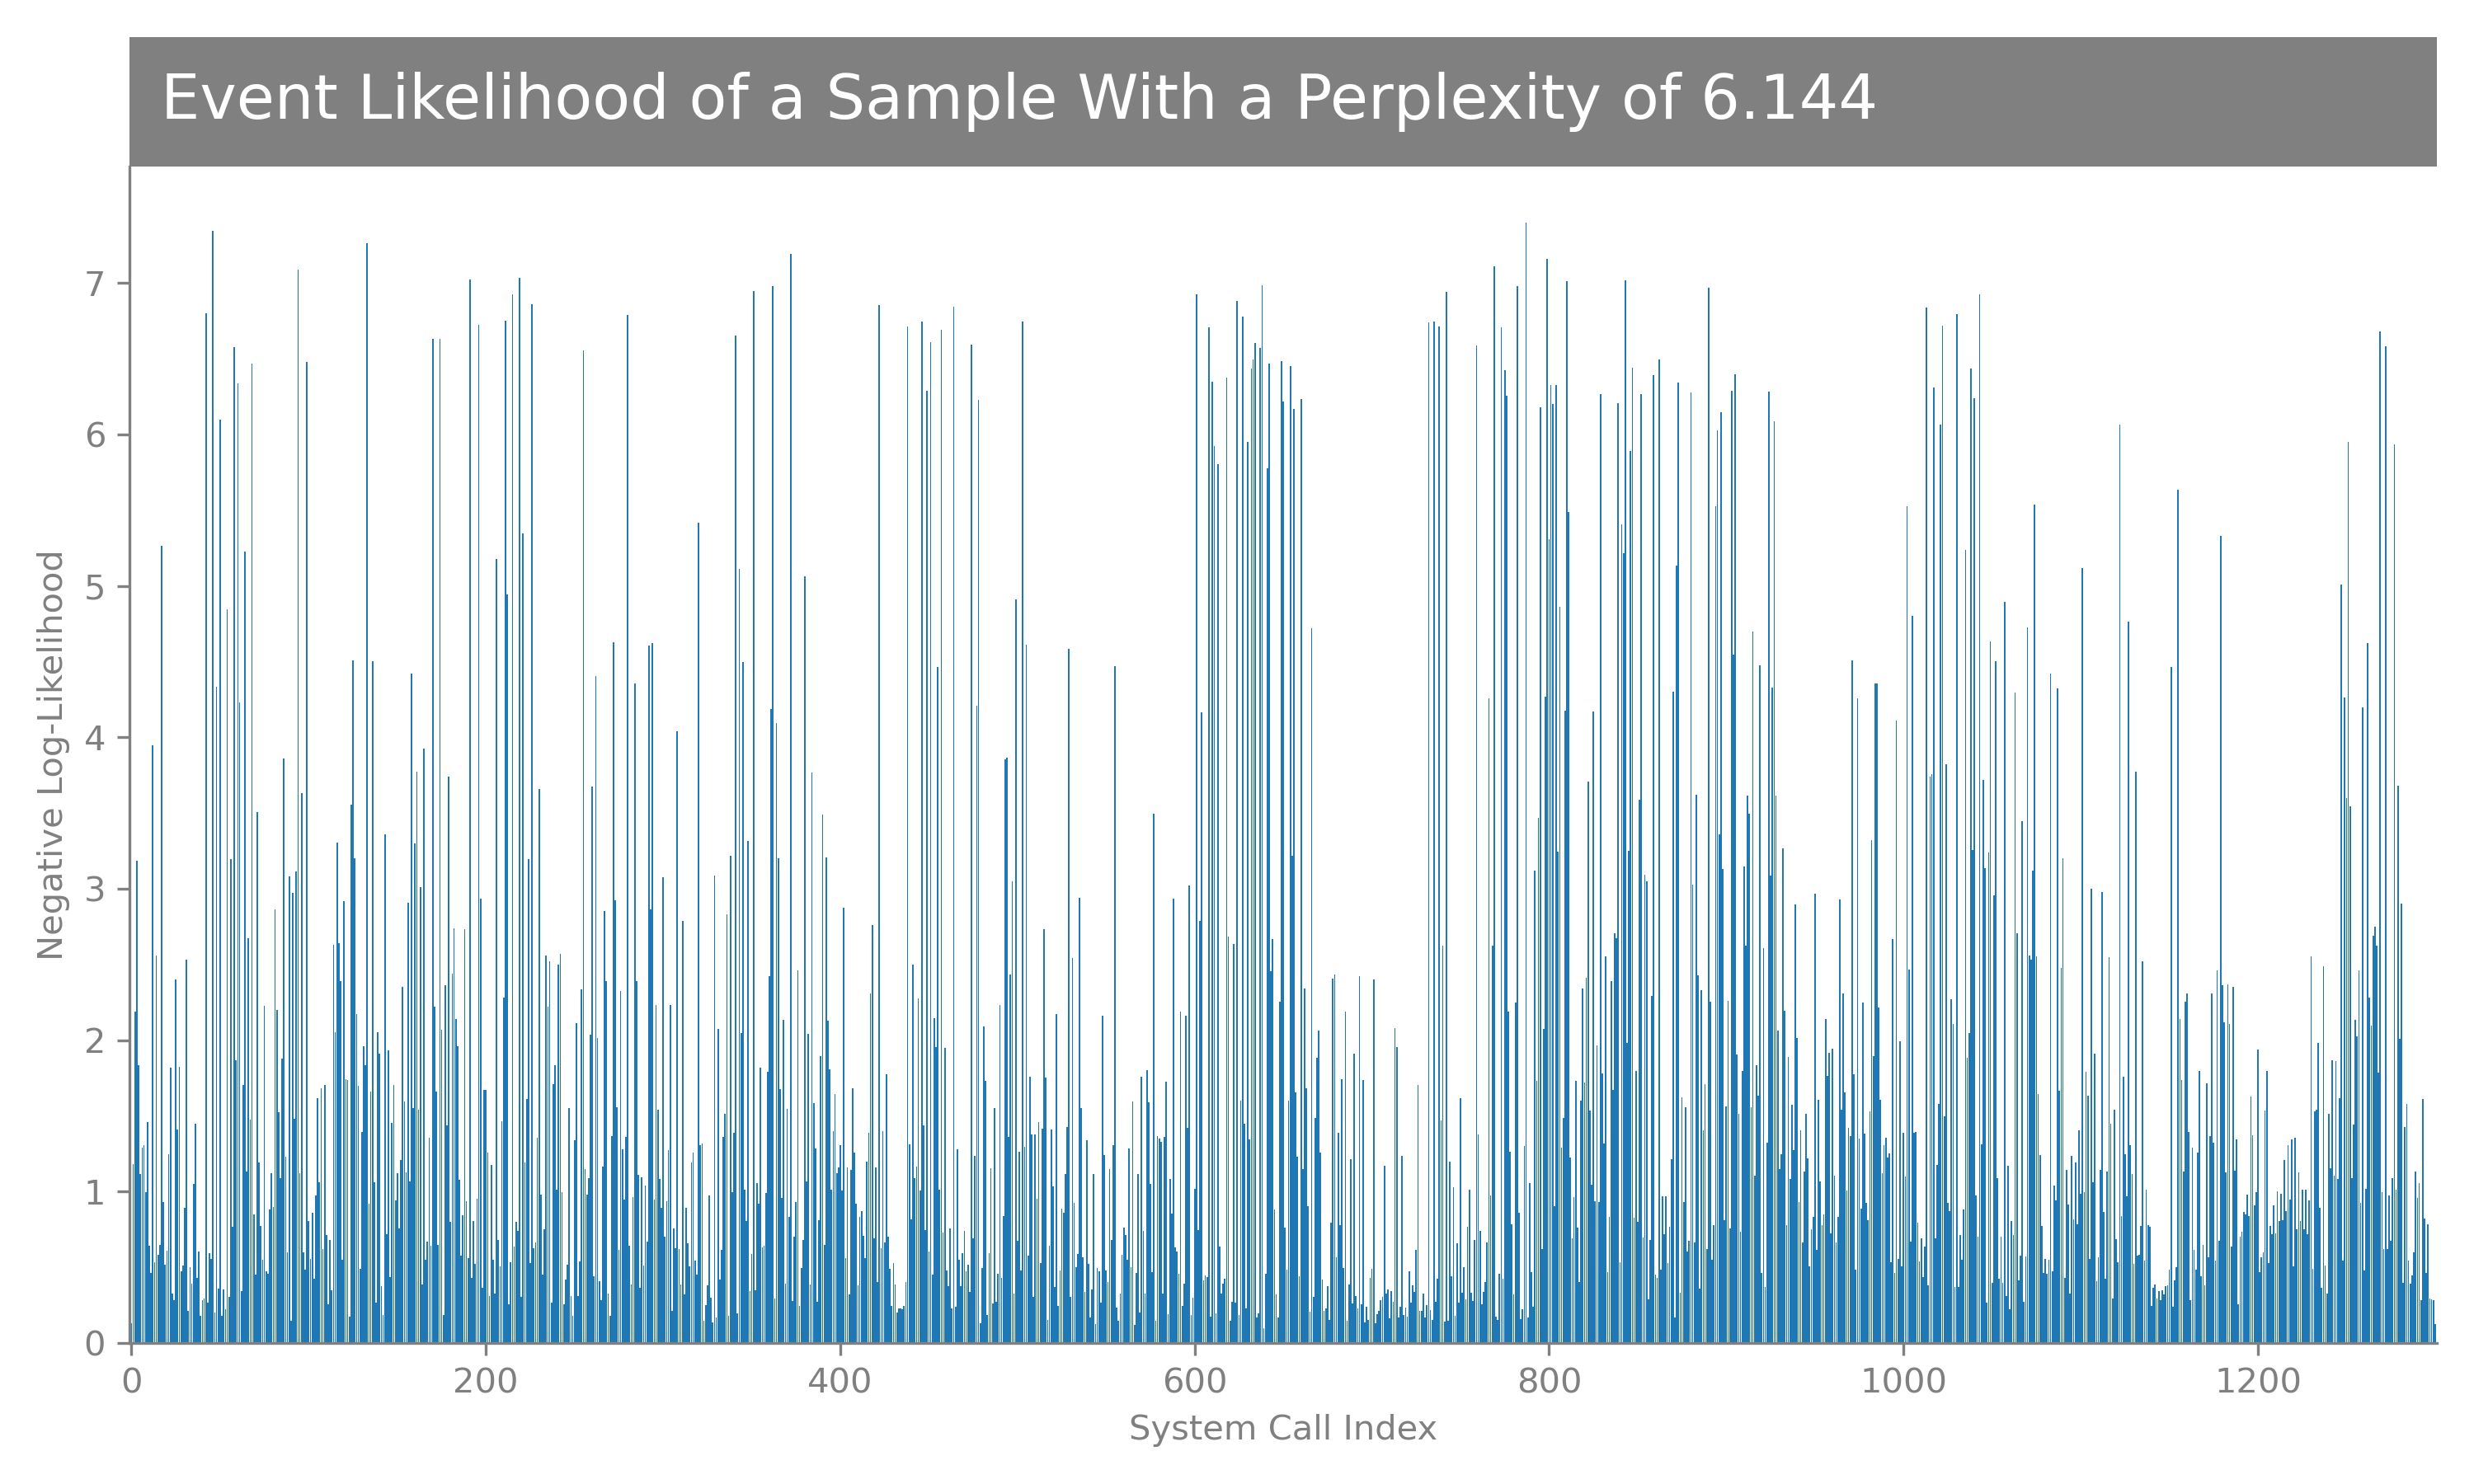 Event Likelihood of a Sample With a Perplexity of 6.144
Negative Log-Likelihood
7
6
5
4
3
2
1
0
0 200 400 600 800 1000 1200
System Call Index